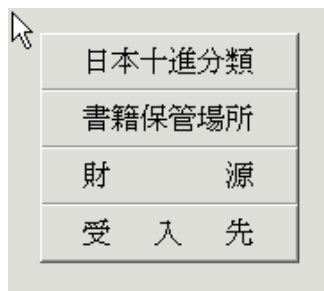 日本十進分類
書籍保管場所
財　　　源
受　入　先